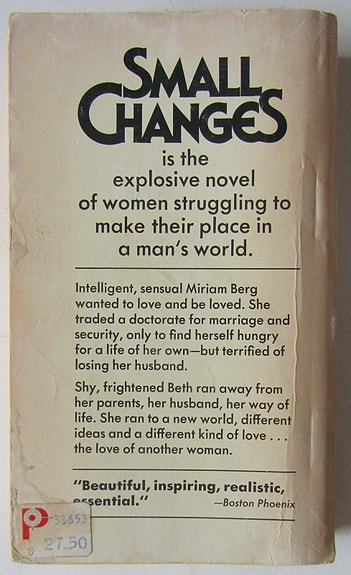 SMALL
CHANGES
is the
explosive novel
of women struggling to
make their place in
a man's world.
Intelligent, sensual Miriam Berg
wanted to love and be loved. She
traded a doctorate for marriage and
security, only to find herself hungry
for a life of her own—but terrified of
losing her husband.
Shy, frightened Beth ran away from
her parents, her husband, her way of
life. She ran to a new world, different
ideas and a different kind of love . . .
the love of another woman.
"Beautiful, inspiring, realistic,
essential."
—Boston Phoenix
P
27.50